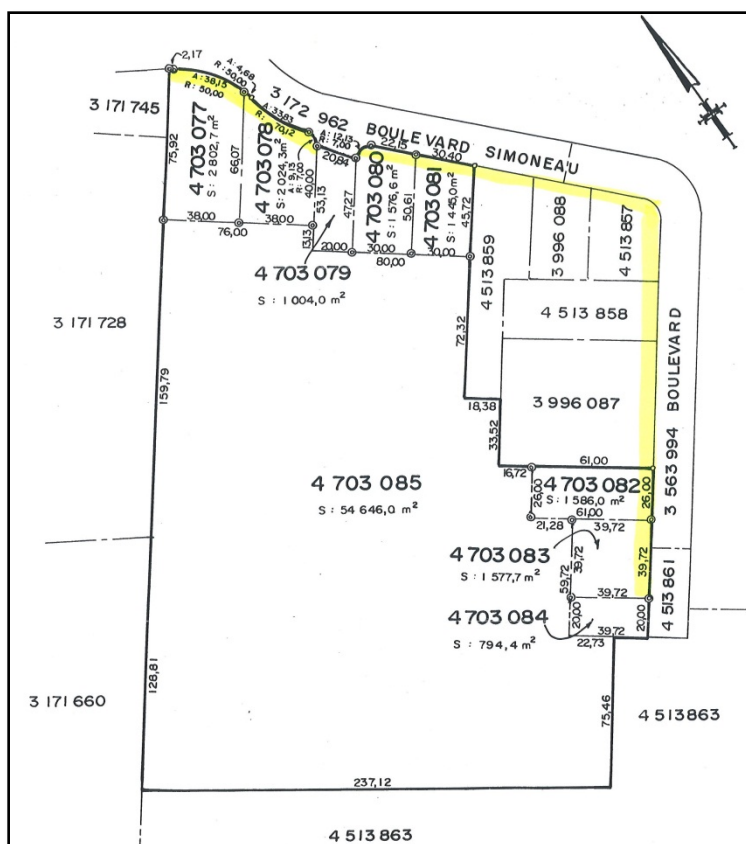 2,17
A: 38,15
R: 50,00
A: 4,68
R: 50,00
A: 33,83
R: 70,12
3 172 962
A: 12,13
R: 7,00
BOULEVARD SIMONEAU
22,15
30,40
20,84
3 171 745
75,92
4 703 077
S: 2 802,7 m²
66,07
4 703 078
S: 2 024,3 m²
A: 9,13
R: 7,00
40,00
53,13
47,27
4 703 080
S: 1 576,6 m²
50,61
4 703 081
S: 1 445,0 m²
45,72
4 513 859
3 996 088
4 513 857
38,00
38,00
76,00
13,13
20,00
30,00
30,00
80,00
4 703 079
S : 1 004,0 m²
4 513 858
3 171 728
159,79
72,32
18,38
33,52
3 996 087
3 563 994 BOULEVARD
16,72
61,00
4 703 085
S : 54 646,0 m²
26,00
4 703 082
S: 1 586,0 m²
26,00
61,00
21,28
39,72
4 703 083
S: 1 577,7 m²
39,72
59,72
39,72
39,72
4 513 861
4 703 084
S : 794,4 m²
20,00
20,00
39,72
22,73
3 171 660
126,81
75,46
4 513 863
237,12
4 513 863